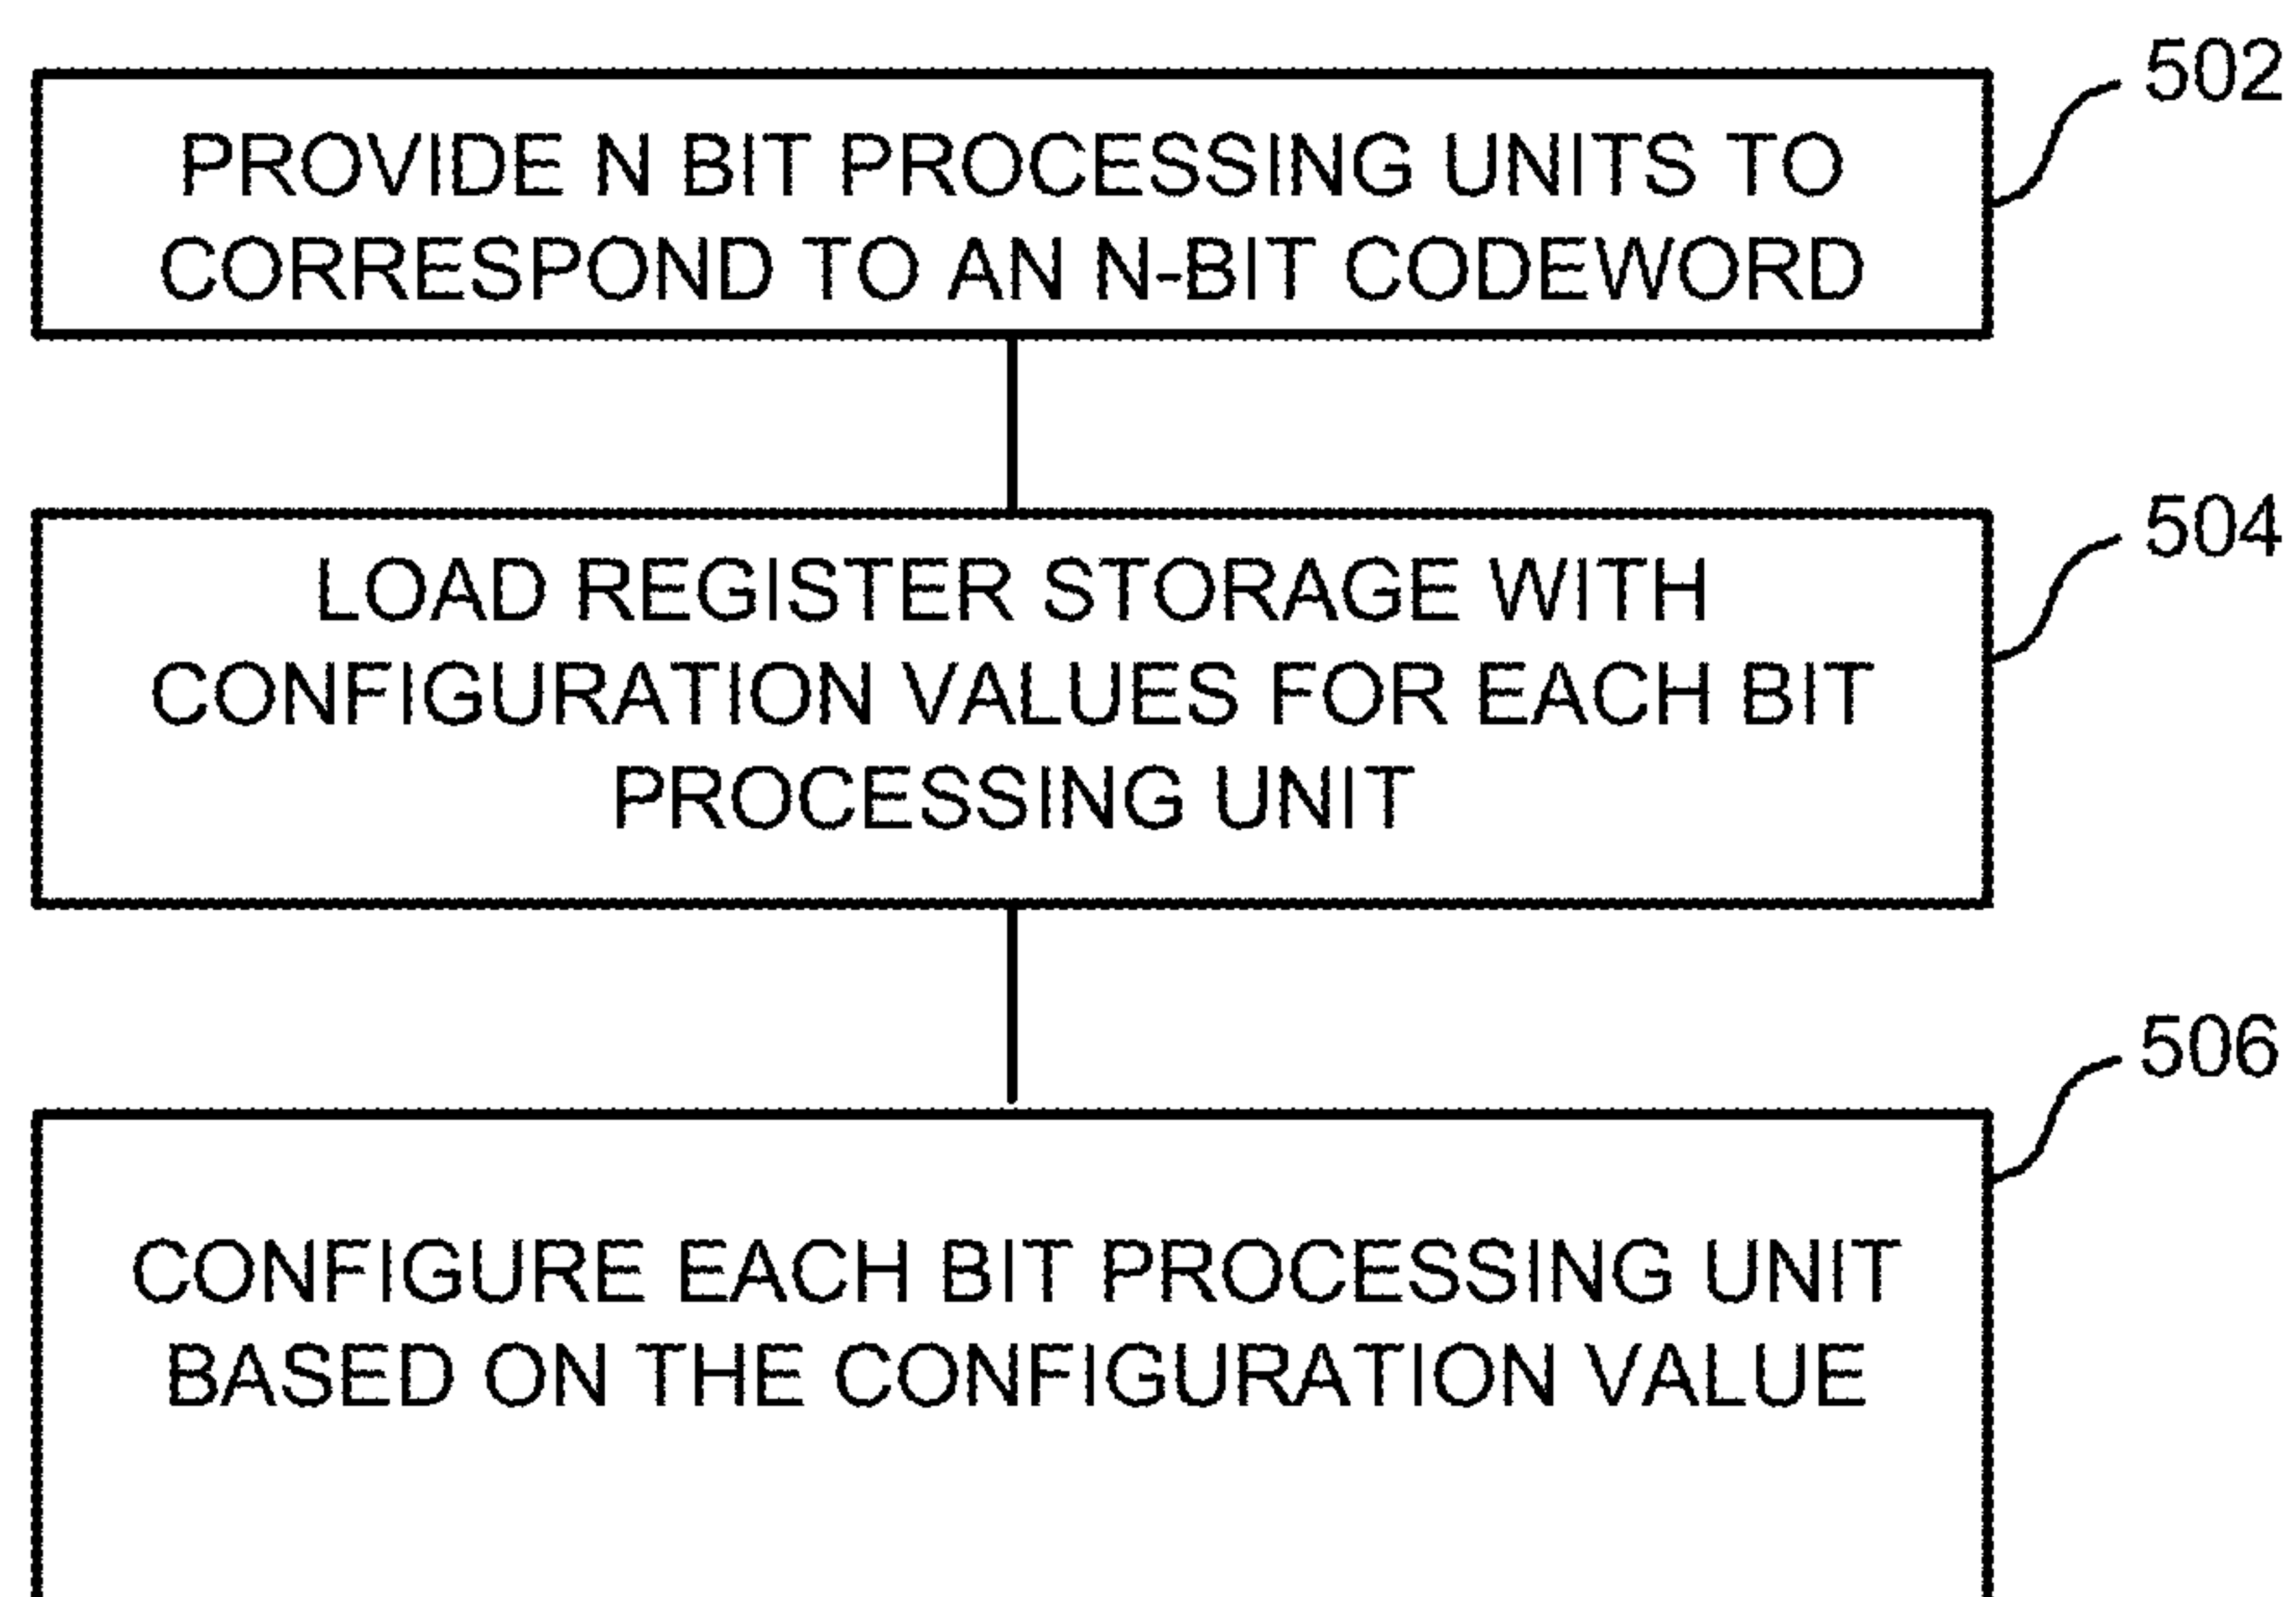 502
PROVIDE N BIT PROCESSING UNITS TO
CORRESPOND TO AN N-BIT CODEWORD
504
LOAD REGISTER STORAGE WITH
CONFIGURATION VALUES FOR EACH BIT
PROCESSING UNIT
506
CONFIGURE EACH BIT PROCESSING UNIT
BASED ON THE CONFIGURATION VALUE